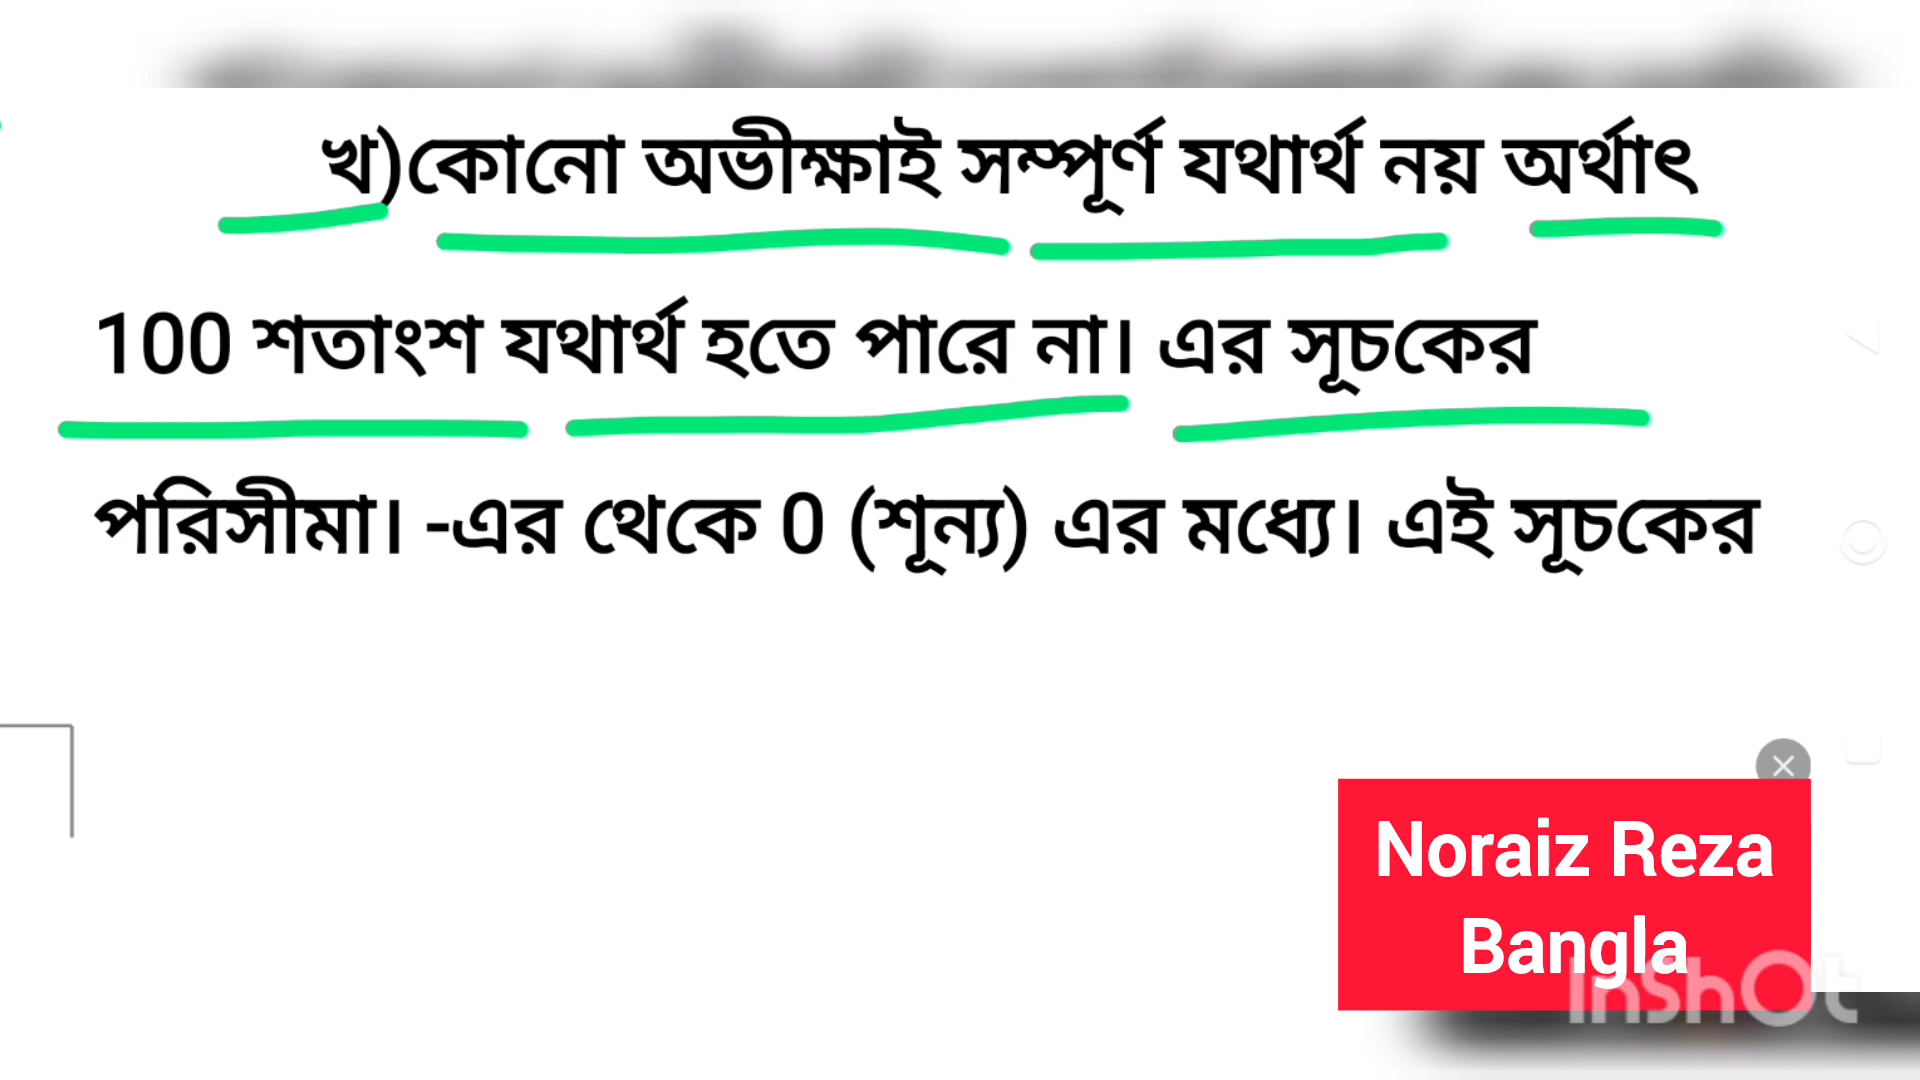 খ)কোনো অভীক্ষাই সম্পূর্ণ যথার্থ নয় অর্থাৎ
100 শতাংশ যথার্থ হতে পারে না। এর সূচকের
পরিসীমা। -এর থেকে 0 (শূন্য) এর মধ্যে। এই সূচকের
Noraiz Reza
Bangla
InShOt